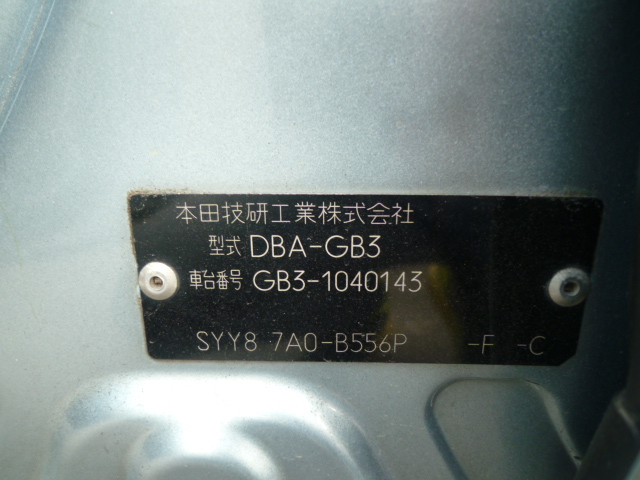 本田技研工業株式会社
型式 DBA-GB3
車台番号 GB3-1040143
SYY8 7A0-B556P -F -C